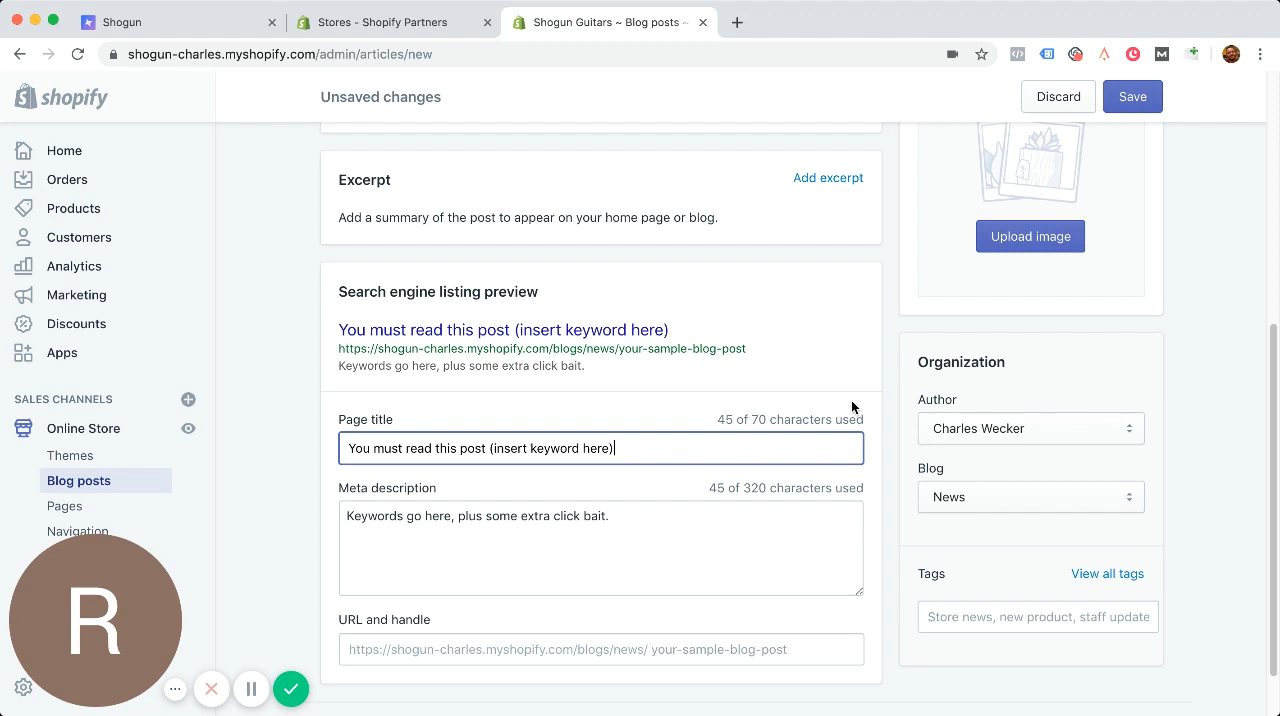 Shogun
Stores - Shopify Partners
Shogun Guitars ~ Blog posts ~
shogun-charles.myshopify.com/admin/articles/new
shopify
Unsaved changes
Discard
Save
Home
Orders
Products
Customers
Analytics
Marketing
Discounts
Apps
SALES CHANNELS
Online Store
Themes
Blog posts
Pages
Navigation
R
Excerpt
Add excerpt
Add a summary of the post to appear on your home page or blog.
Search engine listing preview
You must read this post (insert keyword here)
https://shogun-charles.myshopify.com/blogs/news/your-sample-blog-post
Keywords go here, plus some extra click bait.
Page title
45 of 70 characters used
You must read this post (insert keyword here)
Meta description
45 of 320 characters used
Keywords go here, plus some extra click bait.
URL and handle
https://shogun-charles.myshopify.com/blogs/news/ your-sample-blog-post
Upload image
Organization
Author
Charles Wecker
Blog
News
Tags
View all tags
Store news, new product, staff update